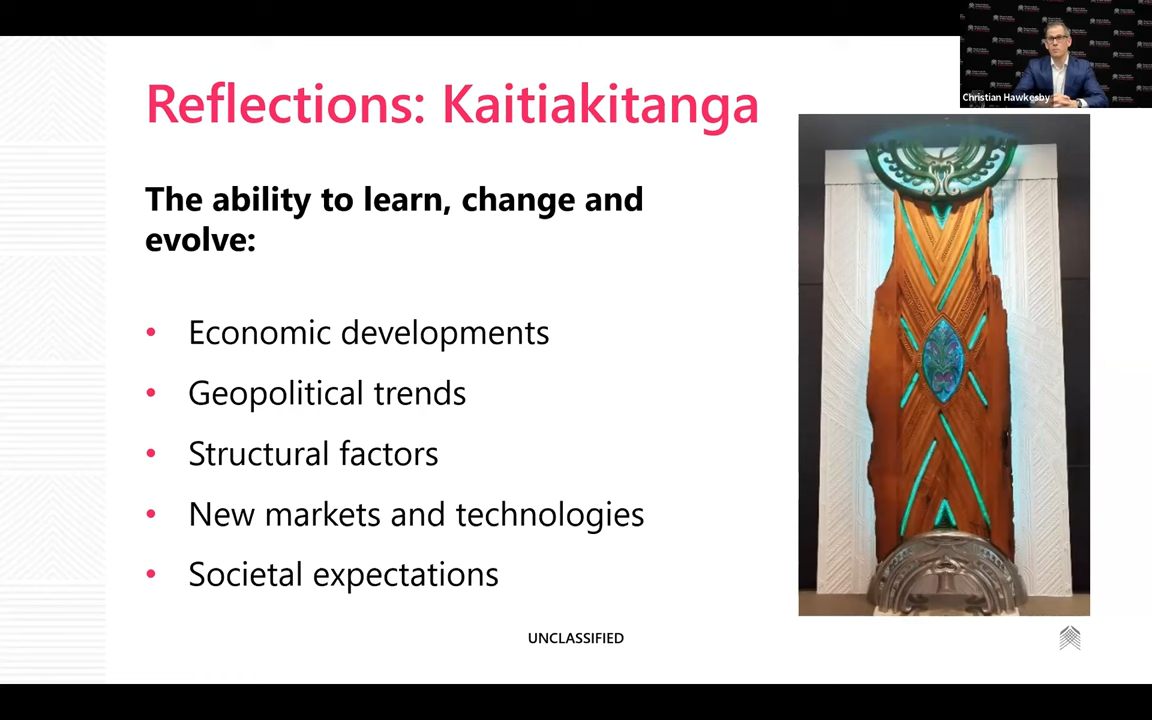 Reflections: Kaitiakitanga
Christian Hawkesby
The ability to learn, change and
evolve:
• Economic developments
• Geopolitical trends
• Structural factors
• New markets and technologies
• Societal expectations
UNCLASSIFIED